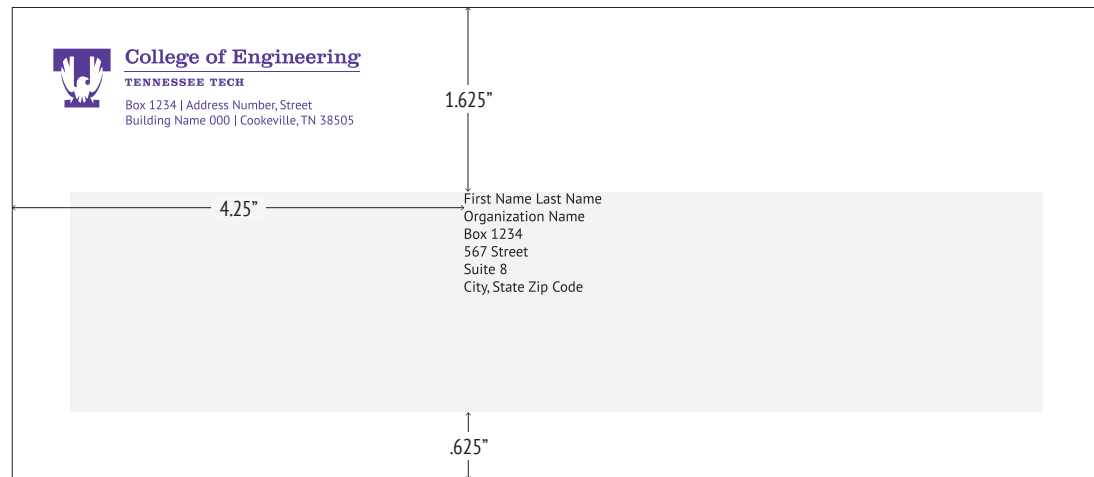 College of Engineering
TENNESSEE TECH
Box 1234 | Address Number, Street
Building Name 000 | Cookeville, TN 38505
1.625”
4.25”
First Name Last Name
Organization Name
Box 1234
567 Street
Suite 8
City, State Zip Code
.625”